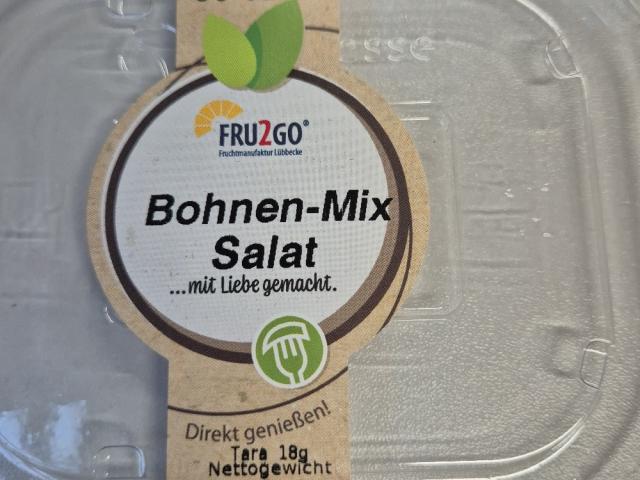 FRU2GO®
Fruchtmanufaktur Lübbecke
Bohnen-Mix
Salat
...mit Liebe gemacht.
Direkt genießen!
Tara 18g
Nettogewicht